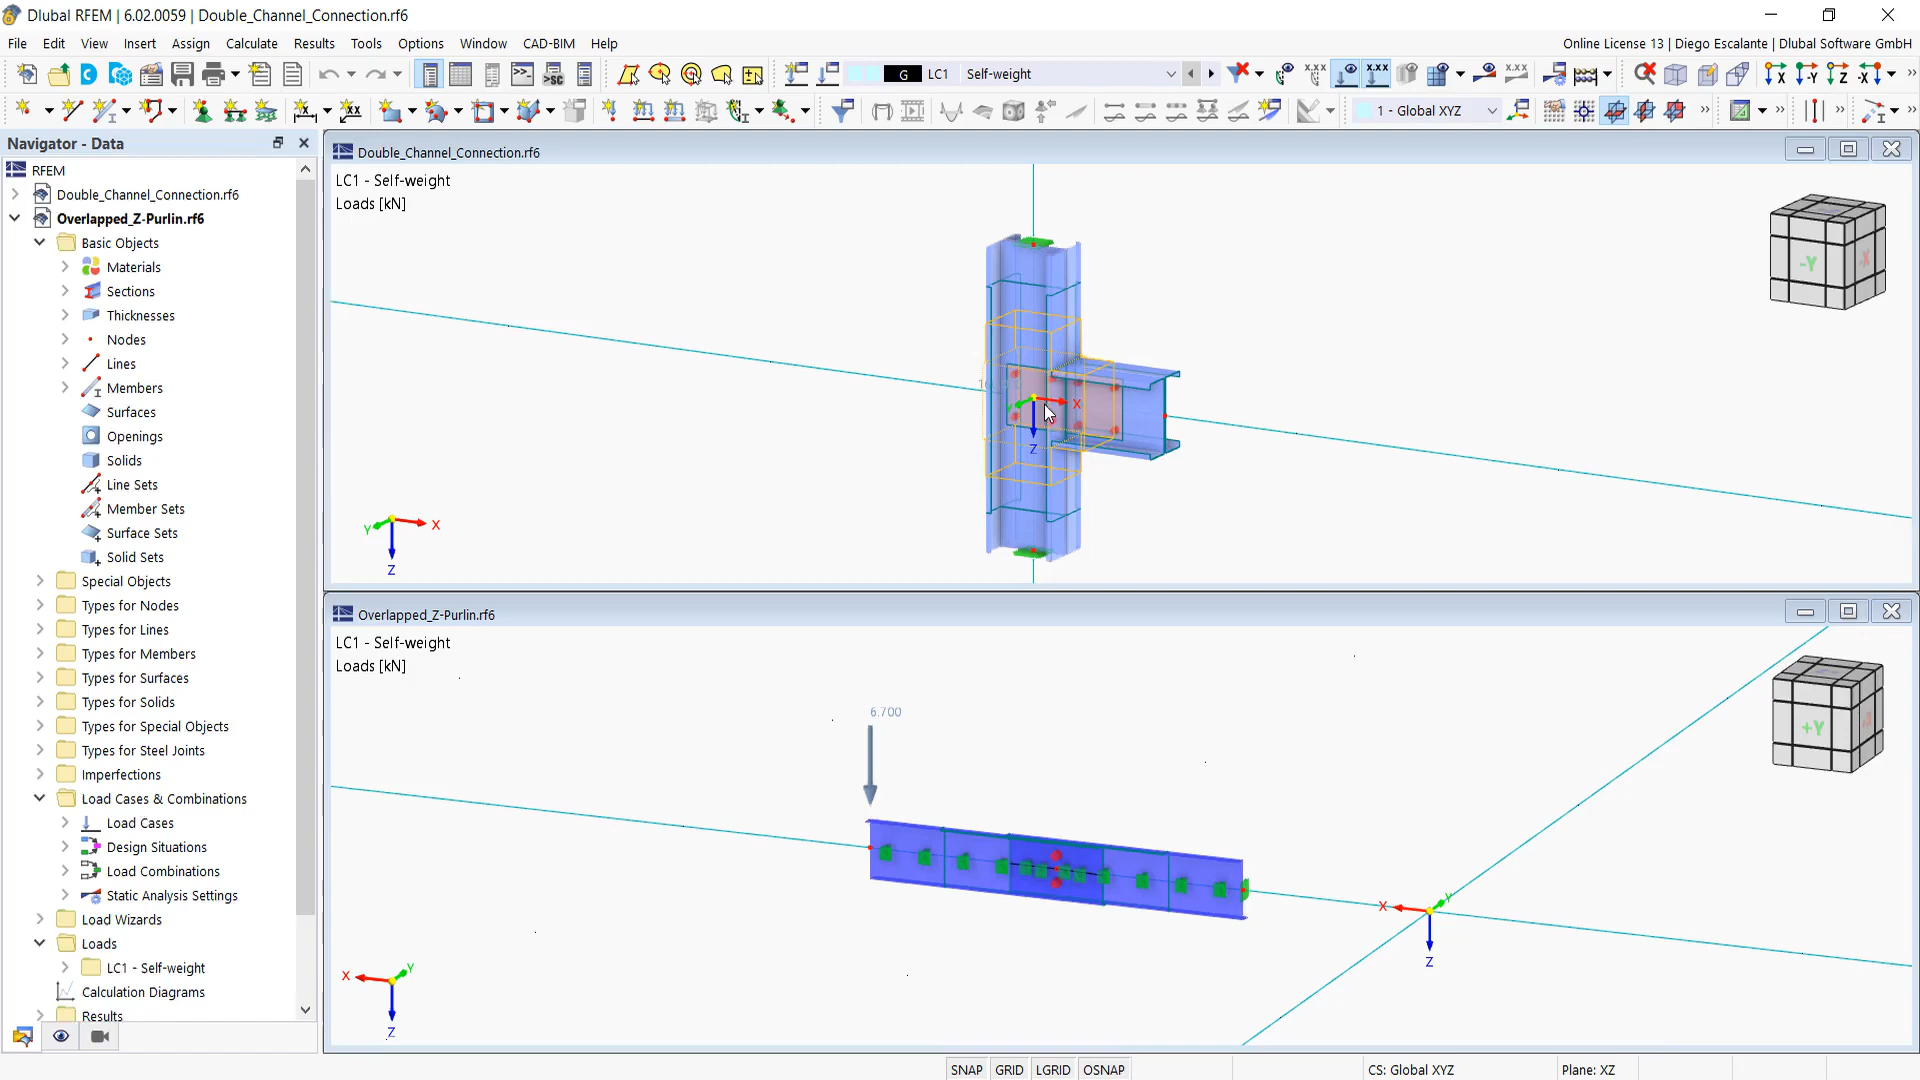 Dlubal RFEM | 6.02.0059 | Double_Channel_Connection.rf6
File Edit View Insert Assign Calculate Results Tools Options Window CAD-BIM Help
Online License 13 | Diego Escalante | Dlubal Software GmbH
G LC1 Self-weight
1 - Global XYZ
Navigator - Data
RFEM
Double_Channel_Connection.rf6
Overlapped_Z-Purlin.rf6
Basic Objects
Materials
Sections
Thicknesses
Nodes
Lines
Members
Surfaces
Openings
Solids
Line Sets
Member Sets
Surface Sets
Solid Sets
Special Objects
Types for Nodes
Types for Lines
Types for Members
Types for Surfaces
Types for Solids
Types for Special Objects
Types for Steel Joints
Imperfections
Load Cases & Combinations
Load Cases
Design Situations
Load Combinations
Static Analysis Settings
Load Wizards
Loads
LC1 - Self-weight
Calculation Diagrams
Results
Double_Channel_Connection.rf6
LC1 - Self-weight
Loads [kN]
-Y
-X
X
Z
Y
X
Z
Overlapped_Z-Purlin.rf6
LC1 - Self-weight
Loads [kN]
6.700
+Y
X
Y
Z
X
Y
Z
SNAP GRID LGRID OSNAP
CS: Global XYZ
Plane: XZ